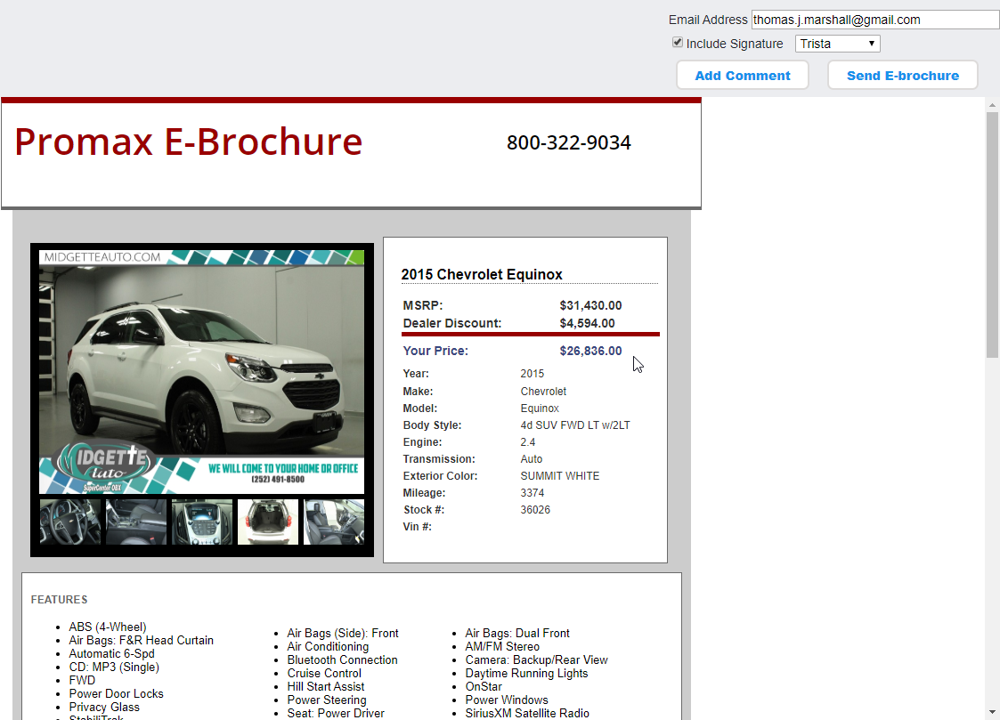 Email Address thomas.j.marshall@gmail.com
Include Signature Trista
Add Comment Send E-brochure
Promax E-Brochure 800-322-9034
MIDGETTEAUTO.COM
MIDGETTE
Auto
SuperCenter OBX
WE WILL COME TO YOUR HOME OR OFFICE
(252) 491-8500
2015 Chevrolet Equinox
MSRP: $31,430.00
Dealer Discount: $4,594.00
Your Price: $26,836.00
Year: 2015
Make: Chevrolet
Model: Equinox
Body Style: 4d SUV FWD LT w/2LT
Engine: 2.4
Transmission: Auto
Exterior Color: SUMMIT WHITE
Mileage: 3374
Stock #: 36026
Vin #:
FEATURES
ABS (4-Wheel)
Air Bags: F&R Head Curtain
Automatic 6-Spd
CD: MP3 (Single)
FWD
Power Door Locks
Privacy Glass
StabiliTrak
Air Bags (Side): Front
Air Conditioning
Bluetooth Connection
Cruise Control
Hill Start Assist
Power Steering
Seat: Power Driver
Air Bags: Dual Front
AM/FM Stereo
Camera: Backup/Rear View
Daytime Running Lights
OnStar
Power Windows
SiriusXM Satellite Radio